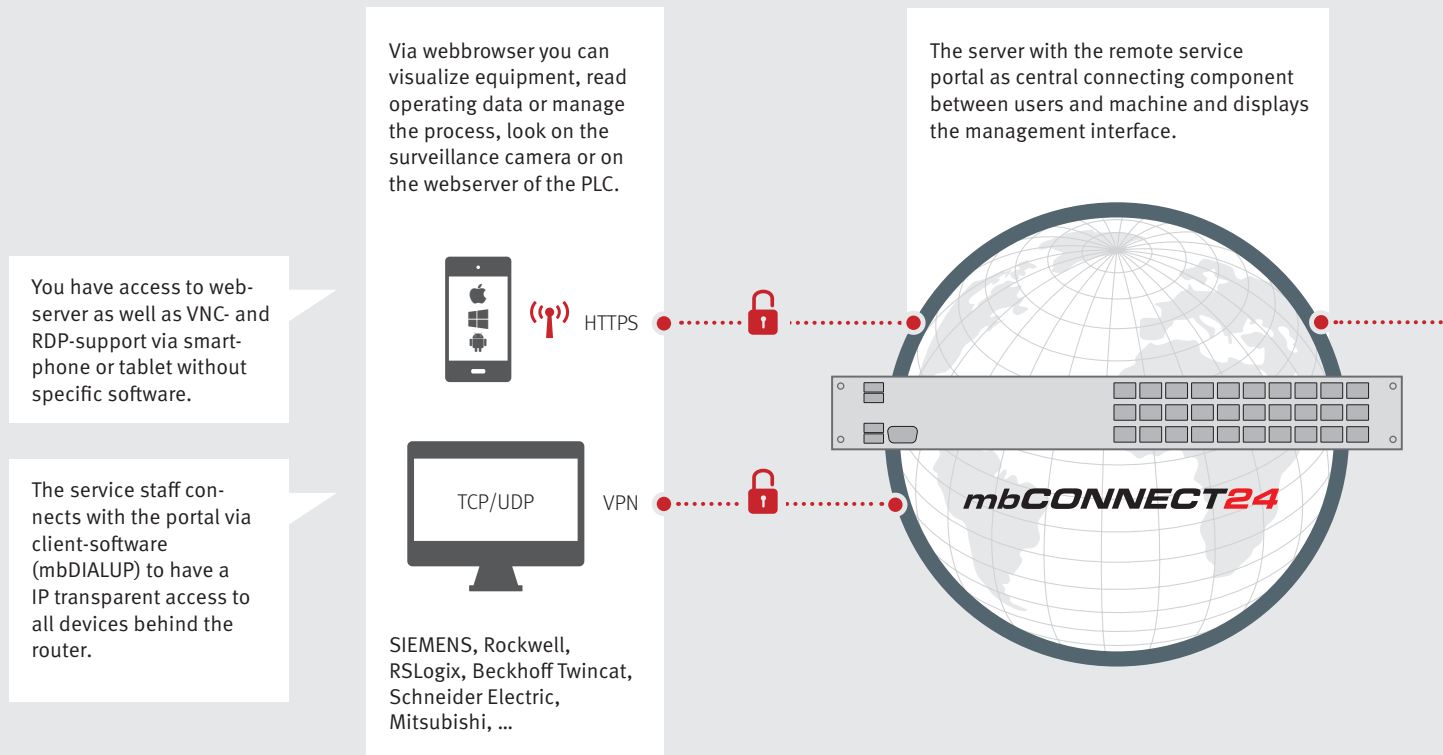 Via webbrowser you can
visualize equipment, read
operating data or manage
the process, look on the
surveillance camera or on
the webserver of the PLC.
The server with the remote service
portal as central connecting component
between users and machine and displays
the management interface.
You have access to web-
server as well as VNC- and
RDP-support via smart-
phone or tablet without
specific software.
HTTPS
The service staff con-
nects with the portal via
client-software
(mbDIALUP) to have a
IP transparent access to
all devices behind the
router.
TCP/UDP
VPN
mbCONNECT24
SIEMENS, Rockwell,
RSLogix, Beckhoff Twincat,
Schneider Electric,
Mitsubishi, ...